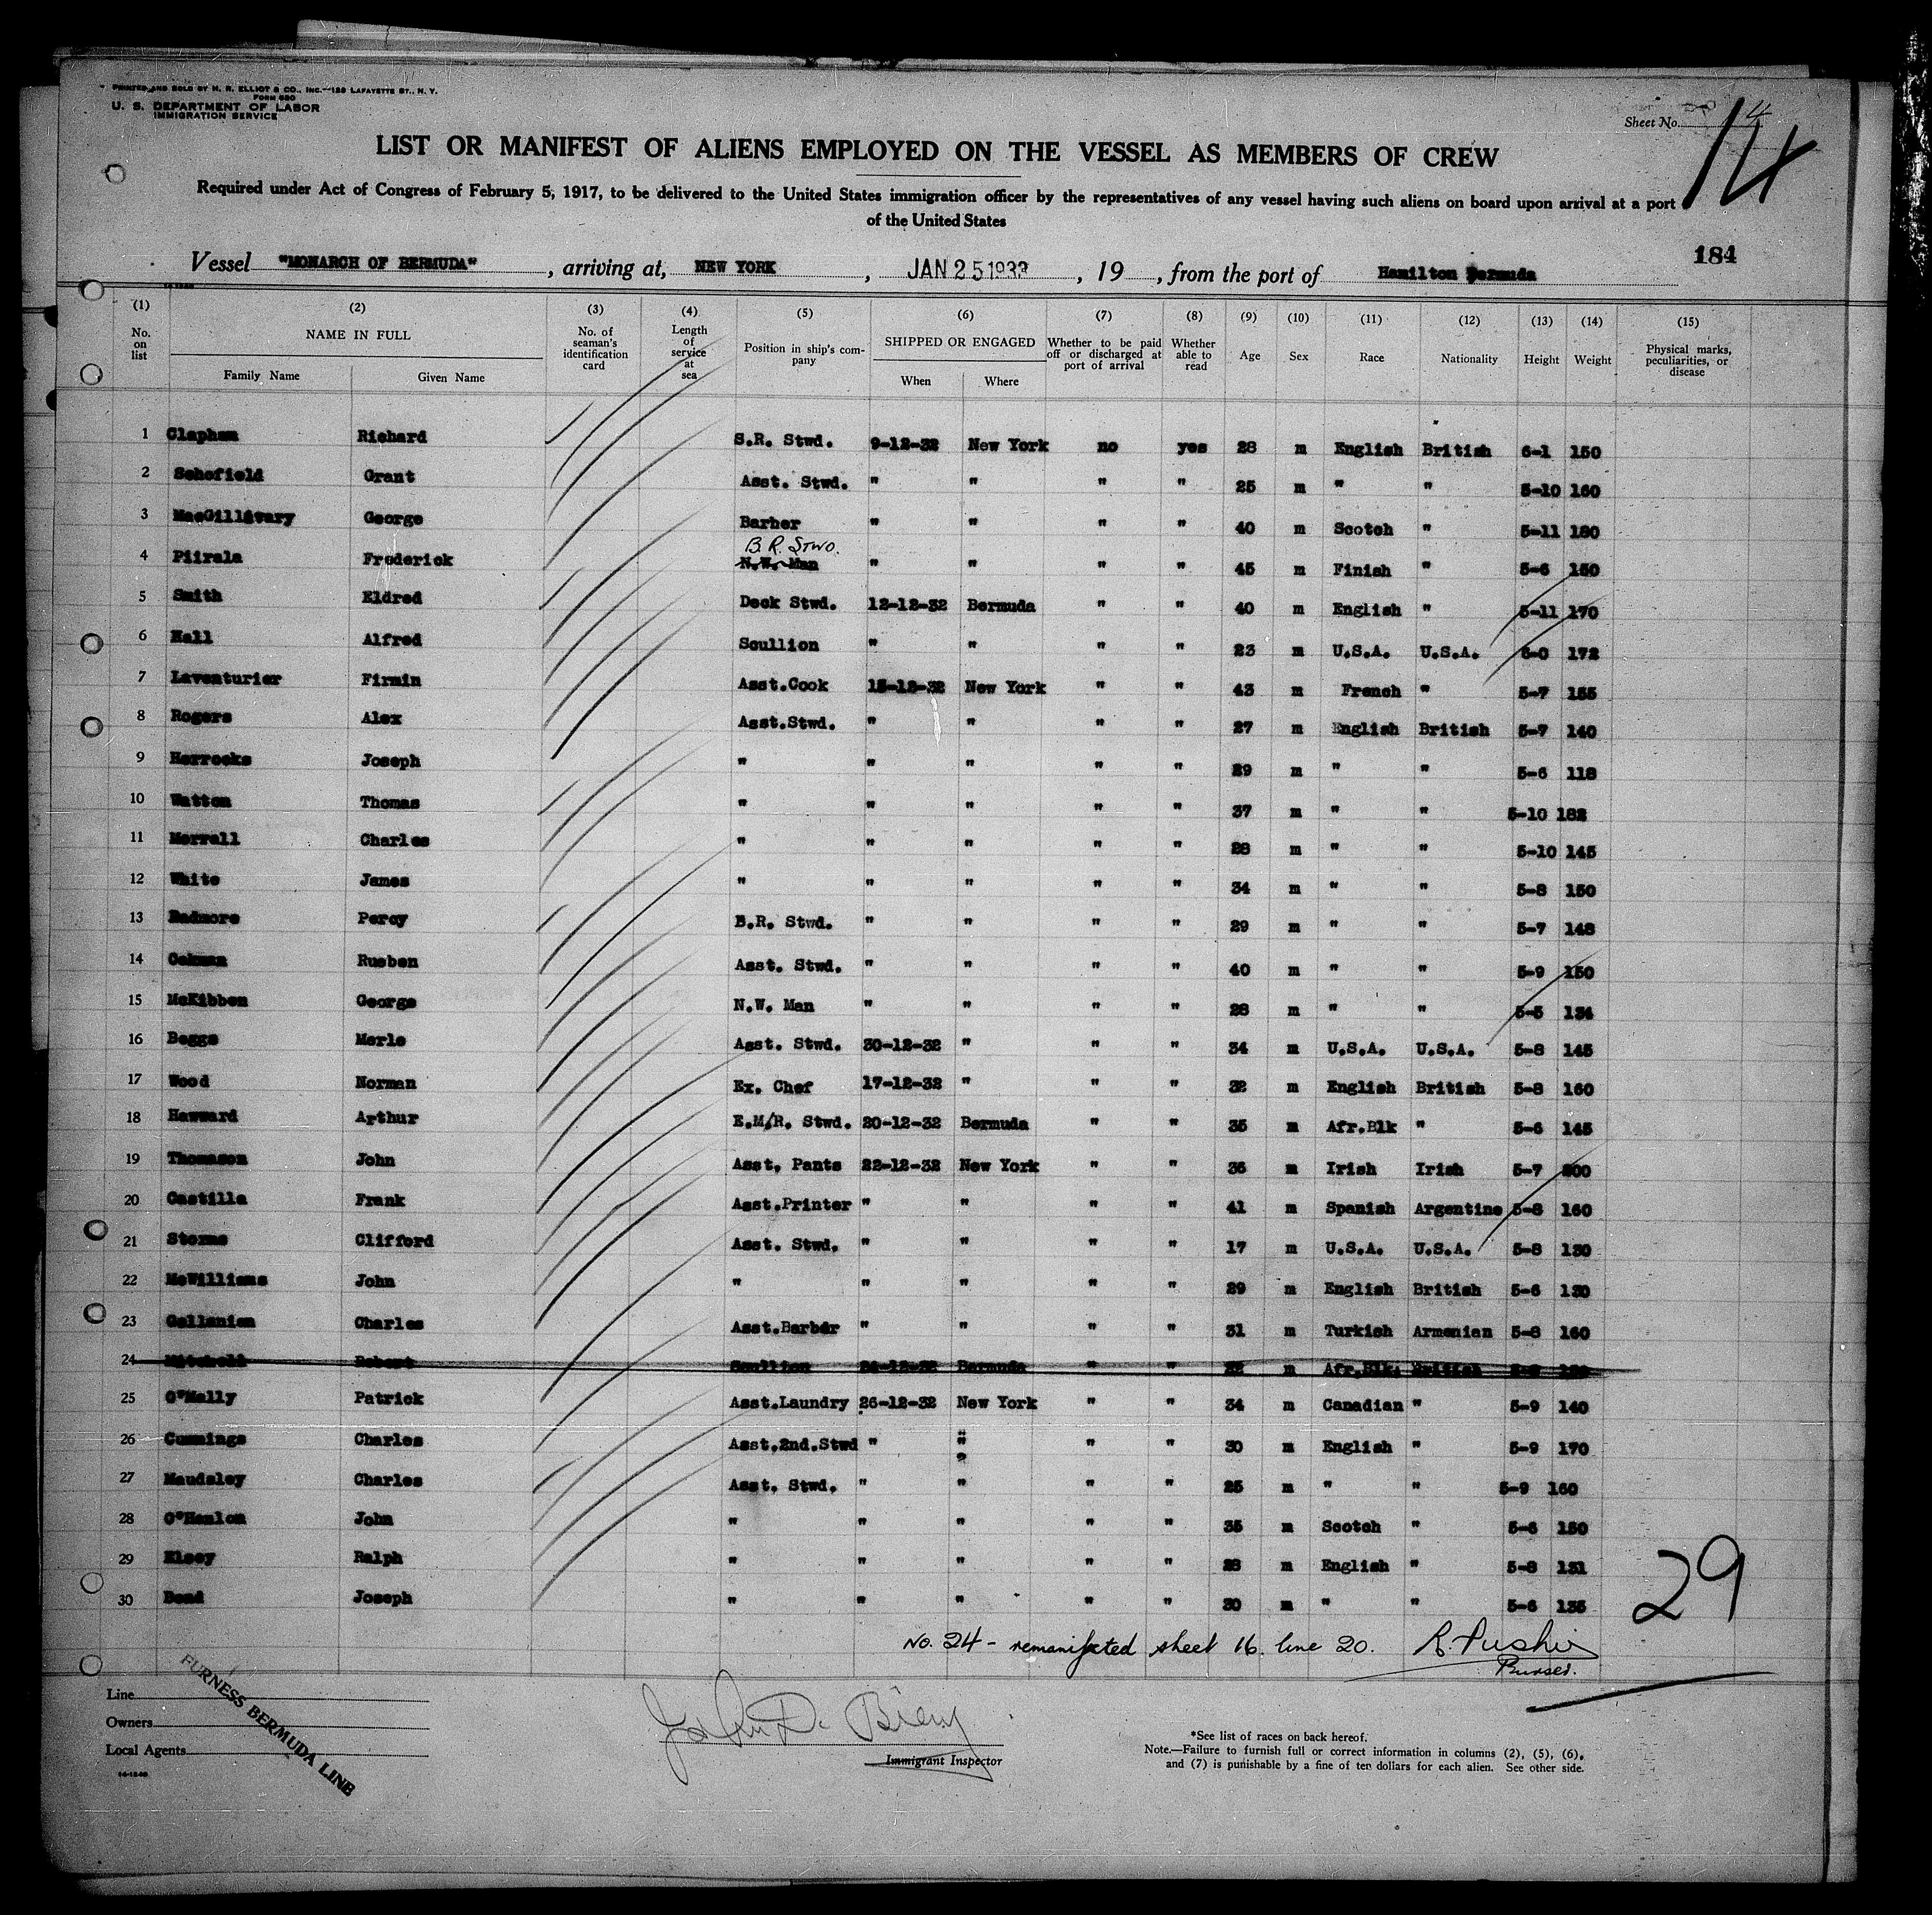 PRINTED AND SOLD BY H. R. ELLIOT & CO., INC.—129 LAFAYETTE ST., N. Y.
FORM 680
U. S. DEPARTMENT OF LABOR
IMMIGRATION SERVICE
Sheet No. 4
14
LIST OR MANIFEST OF ALIENS EMPLOYED ON THE VESSEL AS MEMBERS OF CREW
Required under Act of Congress of February 5, 1917, to be delivered to the United States immigration officer by the representatives of any vessel having such aliens on board upon arrival at a port
of the United States
184
Vessel "MONARCH OF BERMUDA", arriving at, NEW YORK, JAN 25 1933, 19, from the port of Hamilton Bermuda
(1) (2) (3) (4) (5) (6) (7) (8) (9) (10) (11) (12) (13) (14) (15)
No. on list NAME IN FULL Family Name Given Name No. of seaman's identification card Length of service at sea Position in ship's company SHIPPED OR ENGAGED When Where Whether to be paid off or discharged at port of arrival Whether able to read Age Sex Race Nationality Height Weight Physical marks, peculiarities, or disease
1 Clapham Richard S.R. Stwd. 9-12-32 New York no yes 28 m English British 6-1 150
2 Schofield Grant Asst. Stwd. " " " " 25 m " " 5-10 160
3 MacGillivary George Barber " " " " 40 m Scotch " 5-11 180
B.R. STWD.
4 Piirala Frederick N.W. Man " " " " 45 m Finish " 5-6 150
5 Smith Eldred Deck Stwd. 12-12-32 Bermuda " " 40 m English " 5-11 170
6 Hall Alfred Scullion " " " " 23 m U.S.A. U.S.A. 6-0 172
7 Laventurier Firmin Asst.Cook 15-12-32 New York " " 43 m French " 5-7 155
8 Rogers Alex Asst.Stwd. " " " " 27 m English British 5-7 140
9 Horrocks Joseph " " " " " 29 m " " 5-6 118
10 Watton Thomas " " " " " 37 m " " 5-10 182
11 Morrall Charles " " " " " 28 m " " 5-10 145
12 White James " " " " " 34 m " " 5-8 150
13 Badmore Percy B.R. Stwd. " " " " 29 m " " 5-7 148
14 Rueben Asst. Stwd. " " " " 40 m " " 5-9 150
15 McKibben George N.W. Man " " " " 28 m " " 5-5 134
16 Beggs Merle Asst. Stwd. 30-12-32 " " " 34 m U.S.A. U.S.A. 5-8 145
17 Wood Norman Ex. Chef 17-12-32 " " " 32 m English British 5-8 160
18 Hayward Arthur E.M/R. Stwd. 20-12-32 Bermuda " " 35 m Afr.Blk " 5-6 145
19 Thomason John Asst. Pants 22-12-32 New York " " 36 m Irish Irish 5-7 200
20 Castilla Frank Asst.Printer " " " " 41 m Spanish Argentine 5-8 160
21 Storms Clifford Asst. Stwd. " " " " 17 m U.S.A. U.S.A. 5-8 130
22 McWilliams John " " " " " 29 m English British 5-6 130
23 Charles Asst.Barber " " " " 31 m Turkish Armenian 5-8 160
24 Mitchell Robert Scullion 24-12-32 Bermuda " " 22 m Afr.Blk. British
25 O'Mally Patrick Asst.Laundry 26-12-32 New York " " 34 m Canadian " 5-9 140
26 Cummings Charles Asst.2nd.Stwd " " " " 30 m English " 5-9 170
27 Maudsley Charles Asst. Stwd. " " " " 25 m " " 5-9 160
28 O'Hanlon John " " " " " 35 m Scotch " 5-6 150
29 Elsey Ralph " " " " " 28 m English " 5-8 131
30 Bond Joseph " " " " " 30 m " " 5-6 135
29
No. 24 - remanifested sheet 16. line 20. R. Pushir
Purser.
Line
Owners
Local Agents
14-1240
FURNESS BERMUDA LINE
John D.
Immigrant Inspector
*See list of races on back hereof.
Note.—Failure to furnish full or correct information in columns (2), (5), (6), and (7) is punishable by a fine of ten dollars for each alien. See other side.